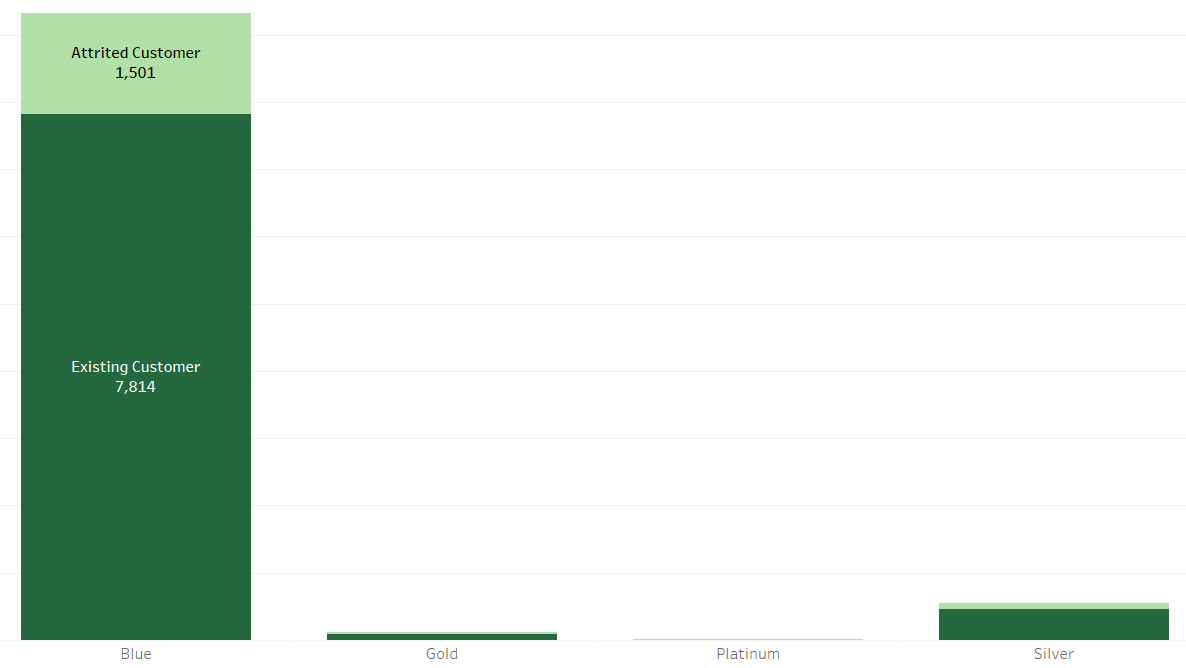 Attrited Customer
1,501
Existing Customer
7,814
Blue
Gold
Platinum
Silver